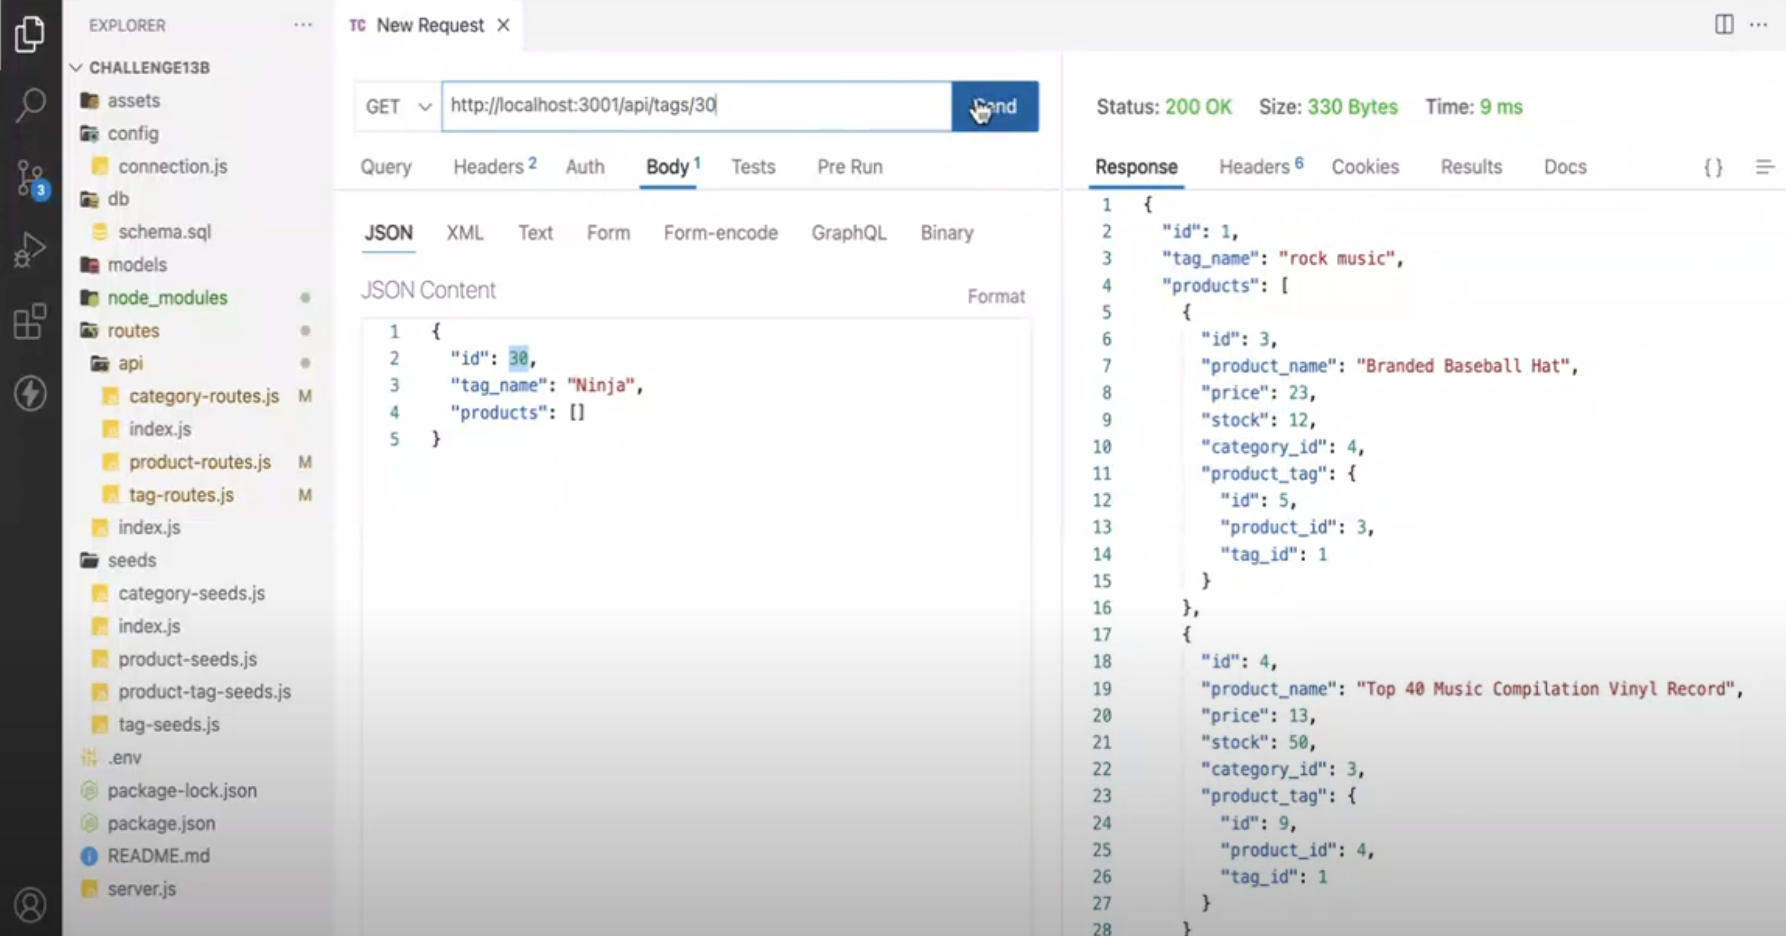 EXPLORER
CHALLENGE13B
assets
config
connection.js
db
schema.sql
models
node_modules
routes
api
category-routes.js M
index.js
product-routes.js M
tag-routes.js M
index.js
seeds
category-seeds.js
index.js
product-seeds.js
product-tag-seeds.js
tag-seeds.js
.env
package-lock.json
package.json
README.md
server.js
3
TC New Request
GET http://localhost:3001/api/tags/30
Query Headers 2 Auth Body 1 Tests Pre Run
JSON XML Text Form Form-encode GraphQL Binary
JSON Content
Format
1 {
2 "id": 30,
3 "tag_name": "Ninja",
4 "products": []
5 }
Status: 200 OK Size: 330 Bytes Time: 9 ms
Response Headers 6 Cookies Results Docs {}
1 {
2 "id": 1,
3 "tag_name": "rock music",
4 "products": [
5 {
6 "id": 3,
7 "product_name": "Branded Baseball Hat",
8 "price": 23,
9 "stock": 12,
10 "category_id": 4,
11 "product_tag": {
12 "id": 5,
13 "product_id": 3,
14 "tag_id": 1
15 }
16 },
17 {
18 "id": 4,
19 "product_name": "Top 40 Music Compilation Vinyl Record",
20 "price": 13,
21 "stock": 50,
22 "category_id": 3,
23 "product_tag": {
24 "id": 9,
25 "product_id": 4,
26 "tag_id": 1
27 }
28 }